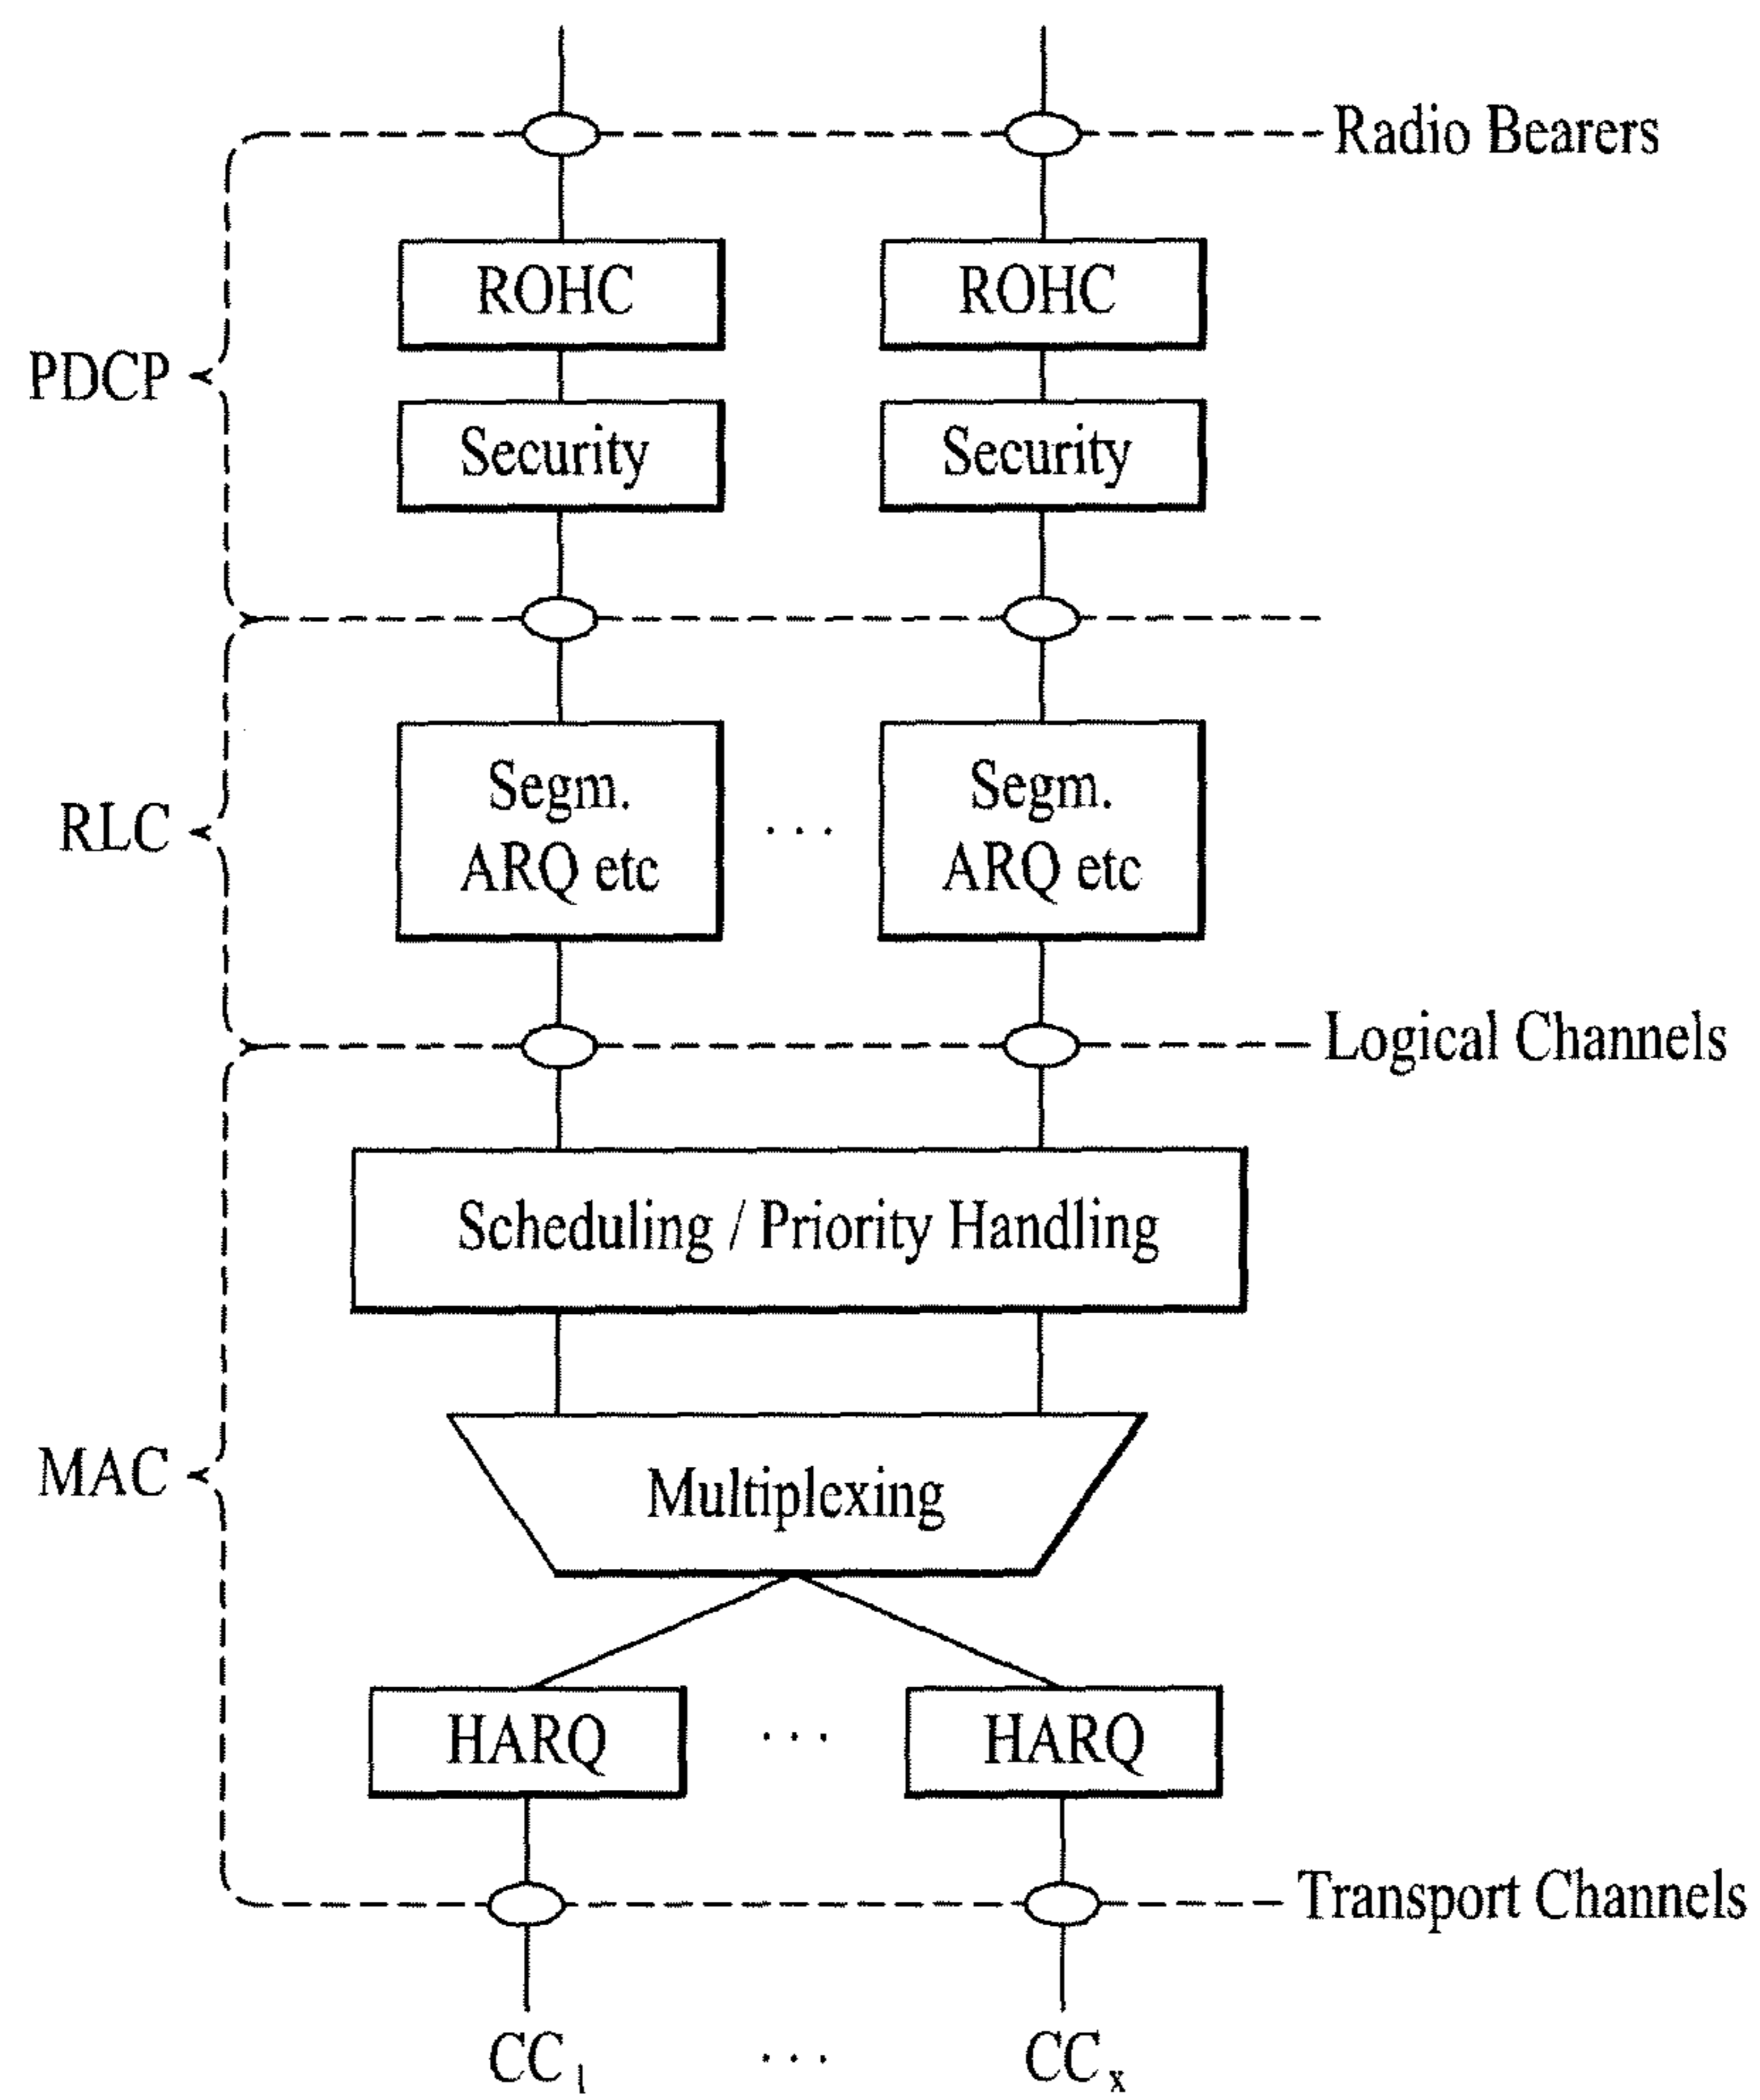 Radio Bearers
ROHC
ROHC
PDCP
Security
Security
Segm.
ARQ etc
RLC
...
Segm.
ARQ etc
Logical Channels
Scheduling / Priority Handling
MAC
Multiplexing
HARQ
...
HARQ
Transport Channels
CC1
...
CCx